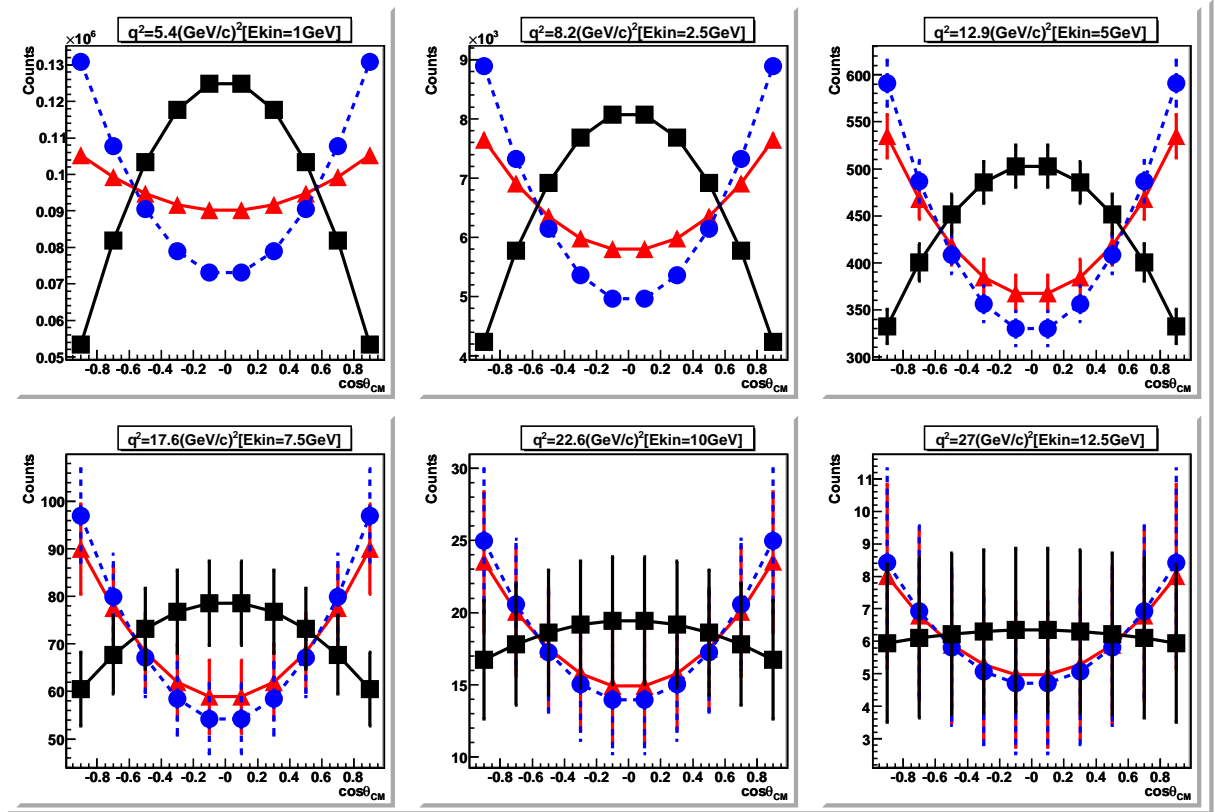 q²=5.4(GeV/c)²[Ekin=1GeV]
×10⁶
Counts
0.13
0.12
0.11
0.1
0.09
0.08
0.07
0.06
0.05
-0.8 -0.6 -0.4 -0.2 -0 0.2 0.4 0.6 0.8
cosθCM
q²=8.2(GeV/c)²[Ekin=2.5GeV]
×10³
Counts
9
8
7
6
5
4
-0.8 -0.6 -0.4 -0.2 -0 0.2 0.4 0.6 0.8
cosθCM
q²=12.9(GeV/c)²[Ekin=5GeV]
Counts
600
550
500
450
400
350
300
-0.8 -0.6 -0.4 -0.2 -0 0.2 0.4 0.6 0.8
cosθCM
q²=17.6(GeV/c)²[Ekin=7.5GeV]
Counts
100
90
80
70
60
50
-0.8 -0.6 -0.4 -0.2 -0 0.2 0.4 0.6 0.8
cosθCM
q²=22.6(GeV/c)²[Ekin=10GeV]
Counts
30
25
20
15
10
-0.8 -0.6 -0.4 -0.2 -0 0.2 0.4 0.6 0.8
cosθCM
q²=27(GeV/c)²[Ekin=12.5GeV]
Counts
11
10
9
8
7
6
5
4
3
-0.8 -0.6 -0.4 -0.2 -0 0.2 0.4 0.6 0.8
cosθCM